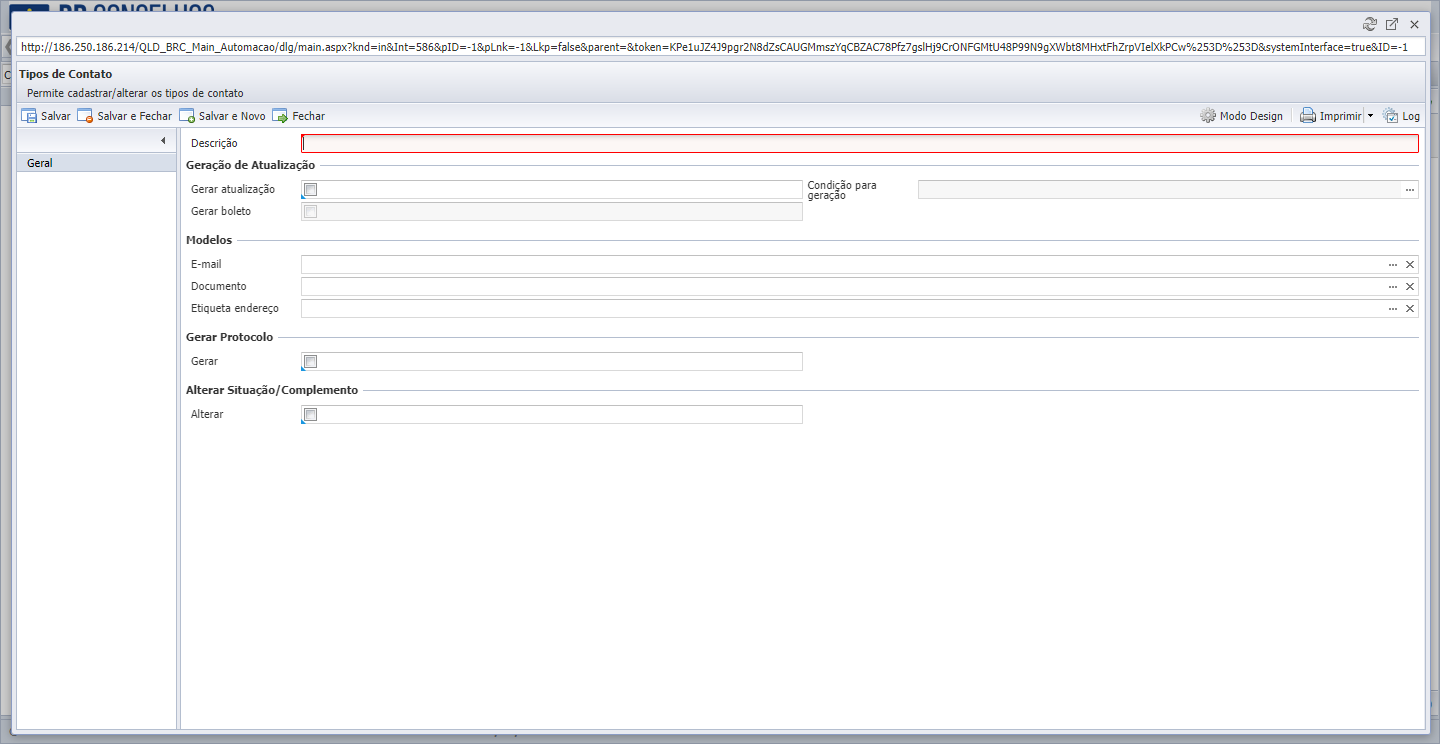 http://186.250.186.214/QLD_BRC_Main_Automacao/dlg/main.aspx?knd=in&Int=586&pID=-1&pLnk=-1&Lkp=false&parent=&token=KPe1uJZ4J9pgr2N8dZsCAUGMmszYqCBZAC78Pfz7gslHj9CrONFGMtU48P99N9gXWbt8MHxtFhZrpVIelXkPCw%253D%253D&systemInterface=true&ID=-1
Tipos de Contato
Permite cadastrar/alterar os tipos de contato
Salvar Salvar e Fechar Salvar e Novo Fechar Modo Design Imprimir Log
Geral
Descrição
Geração de Atualização
Gerar atualização Condição para geração
Gerar boleto
Modelos
E-mail
Documento
Etiqueta endereço
Gerar Protocolo
Gerar
Alterar Situação/Complemento
Alterar